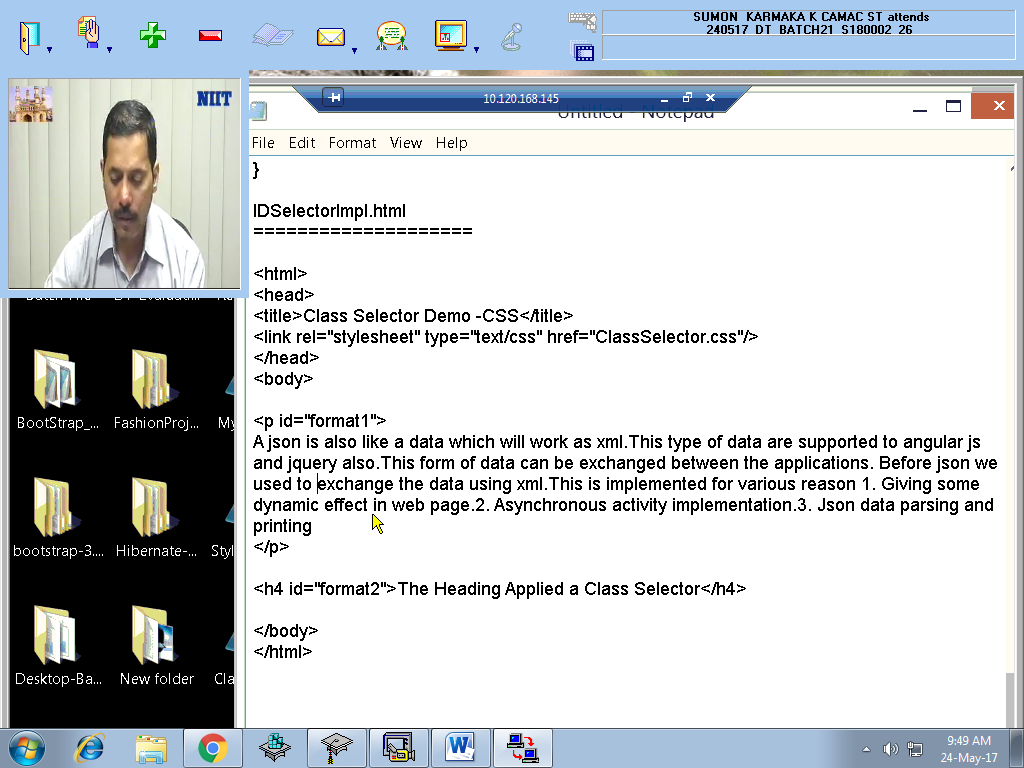 SUMON KARMAKA K CAMAC ST attends
240517_DT_BATCH21_S180002_26
NIIT
10.120.168.145
Untitled - Notepad
File Edit Format View Help
}
IDSelectorImpl.html
====================
<html>
<head>
<title>Class Selector Demo -CSS</title>
<link rel="stylesheet" type="text/css" href="ClassSelector.css"/>
</head>
<body>
<p id="format1">
A json is also like a data which will work as xml.This type of data are supported to angular js
and jquery also.This form of data can be exchanged between the applications. Before json we
used to exchange the data using xml.This is implemented for various reason 1. Giving some
dynamic effect in web page.2. Asynchronous activity implementation.3. Json data parsing and
printing
</p>
<h4 id="format2">The Heading Applied a Class Selector</h4>
</body>
</html>
BootStrap_... FashionProj... My
bootstrap-3.... Hibernate-... Styl
Desktop-Ba... New folder Cla
9:49 AM
24-May-17